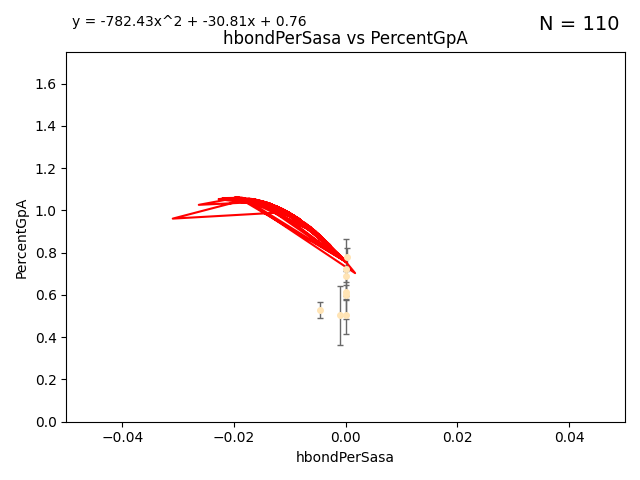 y = -782.43x^2 + -30.81x + 0.76
N = 110
hbondPerSasa vs PercentGpA
1.6
1.4
1.2
1.0
0.8
0.6
0.4
0.2
0.0
PercentGpA
−0.04 −0.02 0.00 0.02 0.04
hbondPerSasa